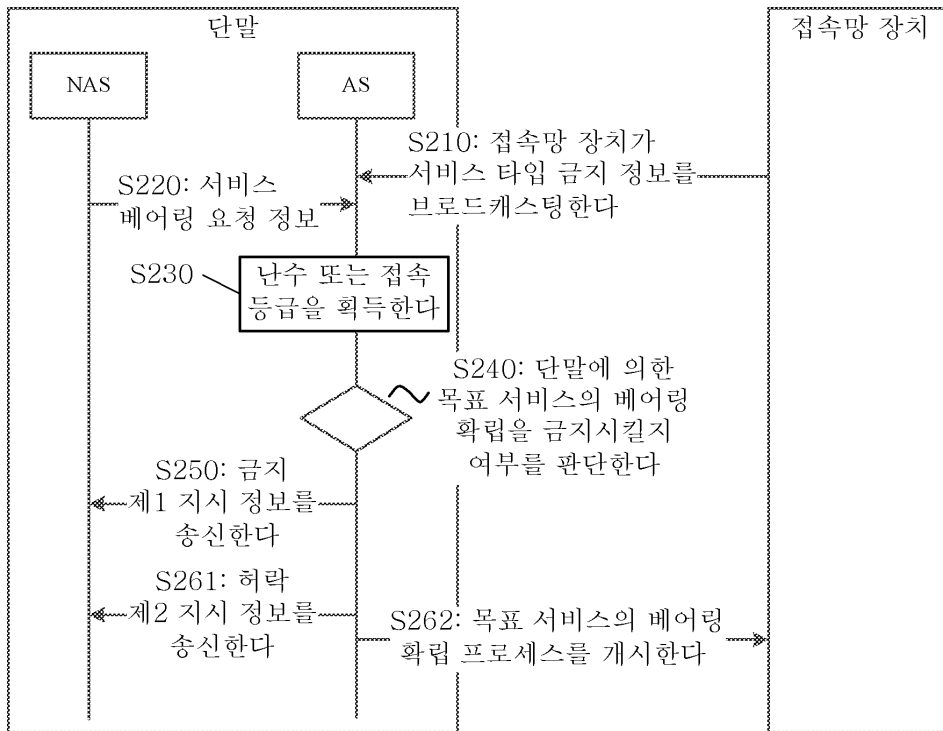 단말
접속망 장치
NAS
AS
S210: 접속망 장치가
서비스 타입 금지 정보를
브로드캐스팅한다
S220: 서비스
베어링 요청 정보
S230
난수 또는 접속
등급을 획득한다
S240: 단말에 의한
목표 서비스의 베어링
확립을 금지시킬지
여부를 판단한다
S250: 금지
제1 지시 정보를
송신한다
S261: 허락
제2 지시 정보를
송신한다
S262: 목표 서비스의 베어링
확립 프로세스를 개시한다